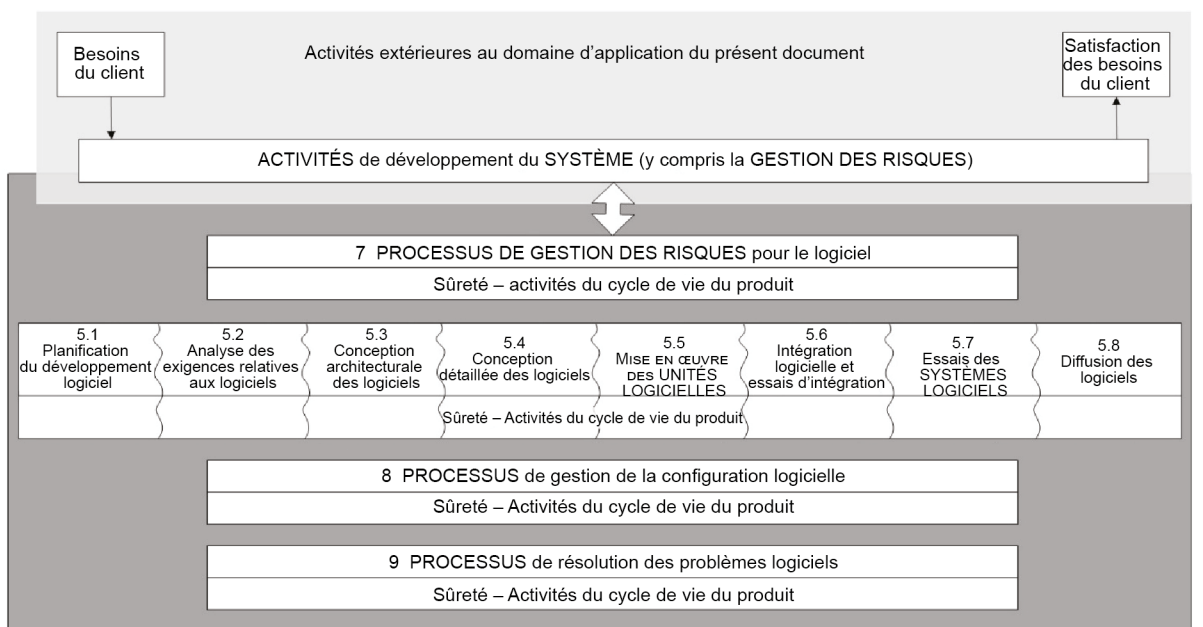 Besoins
du client
Activités extérieures au domaine d’application du présent document
Satisfaction
des besoins
du client
ACTIVITÉS de développement du SYSTÈME (y compris la GESTION DES RISQUES)
7 PROCESSUS DE GESTION DES RISQUES pour le logiciel
Sûreté – activités du cycle de vie du produit
5.1
Planification
du développement
logiciel
5.2
Analyse des
exigences relatives
aux logiciels
5.3
Conception
architecturale
des logiciels
5.4
Conception
détaillée des logiciels
5.5
MISE EN ŒUVRE
DES UNITÉS
LOGICIELLES
5.6
Intégration
logicielle et
essais d’intégration
5.7
Essais des
SYSTÈMES
LOGICIELS
5.8
Diffusion des
logiciels
Sûreté – Activités du cycle de vie du produit
8 PROCESSUS de gestion de la configuration logicielle
Sûreté – Activités du cycle de vie du produit
9 PROCESSUS de résolution des problèmes logiciels
Sûreté – Activités du cycle de vie du produit